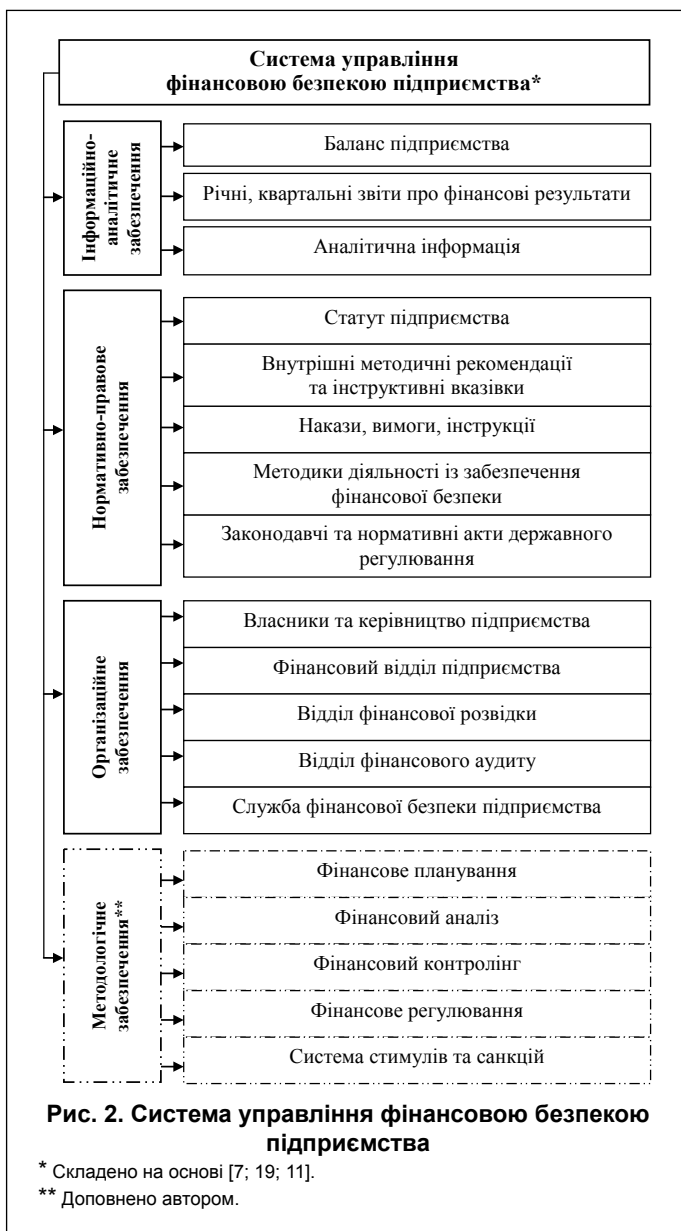 Система управління
фінансовою безпекою підприємства*
Інформаційно-
аналітичне
забезпечення
Баланс підприємства
Річні, квартальні звіти про фінансові результати
Аналітична інформація
Нормативно-правове
забезпечення
Статут підприємства
Внутрішні методичні рекомендації
та інструктивні вказівки
Накази, вимоги, інструкції
Методики діяльності із забезпечення
фінансової безпеки
Законодавчі та нормативні акти державного
регулювання
Організаційне
забезпечення
Власники та керівництво підприємства
Фінансовий відділ підприємства
Відділ фінансової розвідки
Відділ фінансового аудиту
Служба фінансової безпеки підприємства
Методологічне
забезпечення**
Фінансове планування
Фінансовий аналіз
Фінансовий контролінг
Фінансове регулювання
Система стимулів та санкцій
Рис. 2. Система управління фінансовою безпекою
підприємства
* Складено на основі [7; 19; 11].
** Доповнено автором.